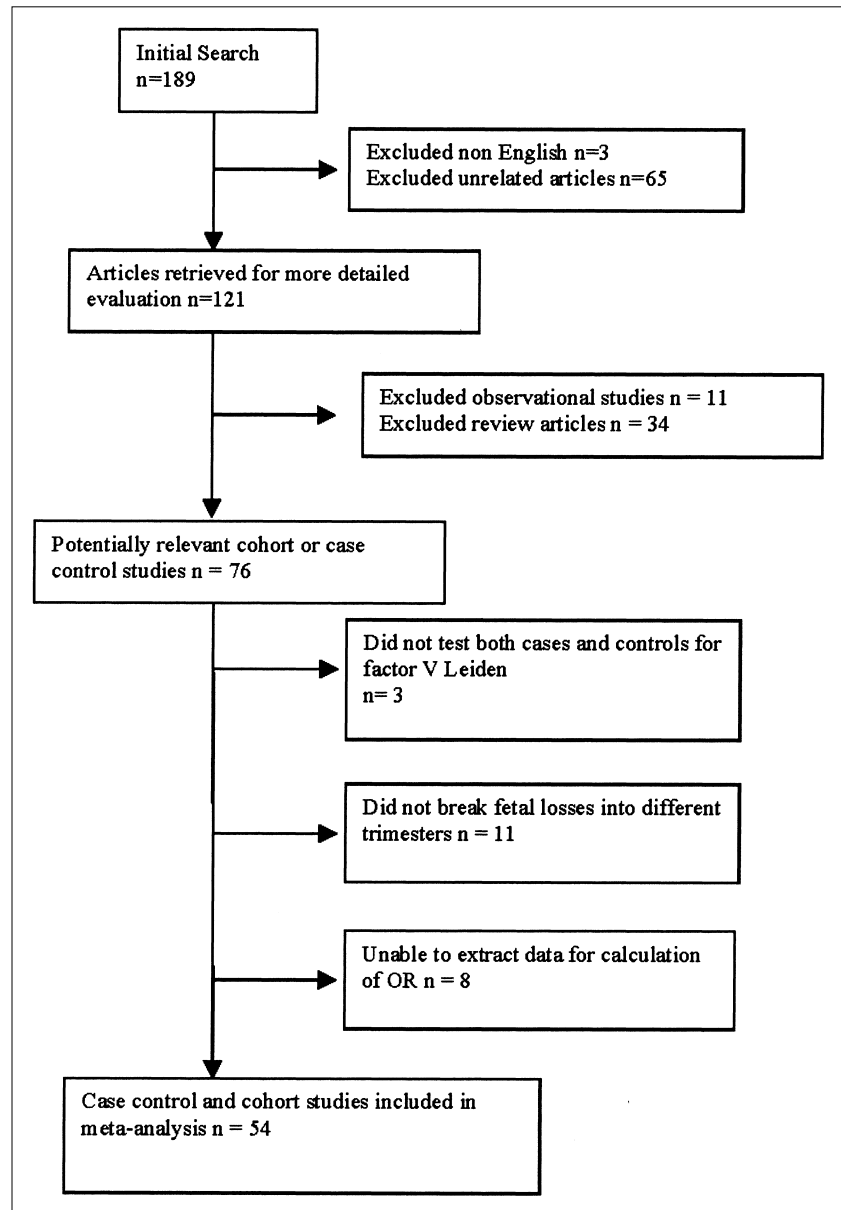 Initial Search
n=189
Excluded non English n=3
Excluded unrelated articles n=65
Articles retrieved for more detailed
evaluation n=121
Excluded observational studies n = 11
Excluded review articles n = 34
Potentially relevant cohort or case
control studies n = 76
Did not test both cases and controls for
factor V Leiden
n= 3
Did not break fetal losses into different
trimesters n = 11
Unable to extract data for calculation
of OR n = 8
Case control and cohort studies included in
meta-analysis n = 54